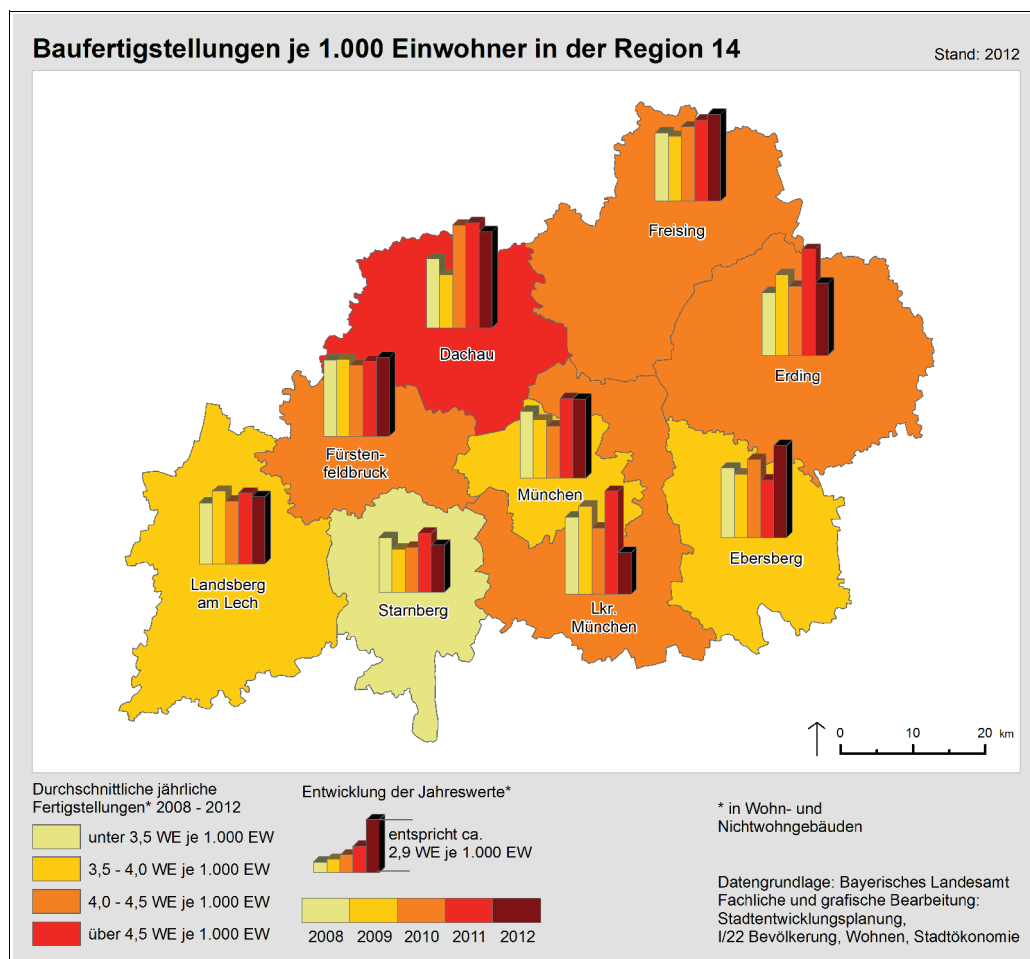 Baufertigstellungen je 1.000 Einwohner in der Region 14
Stand: 2012
Freising
Dachau
Erding
Fürsten-
feldbruck
München
Landsberg
am Lech
Starnberg
Lkr.
München
Ebersberg
0 10 20 km
Durchschnittliche jährliche
Fertigstellungen* 2008 - 2012
unter 3,5 WE je 1.000 EW
3,5 - 4,0 WE je 1.000 EW
4,0 - 4,5 WE je 1.000 EW
über 4,5 WE je 1.000 EW
Entwicklung der Jahreswerte*
entspricht ca.
2,9 WE je 1.000 EW
2008 2009 2010 2011 2012
* in Wohn- und
Nichtwohngebäuden
Datengrundlage: Bayerisches Landesamt
Fachliche und grafische Bearbeitung:
Stadtentwicklungsplanung,
I/22 Bevölkerung, Wohnen, Stadtökonomie